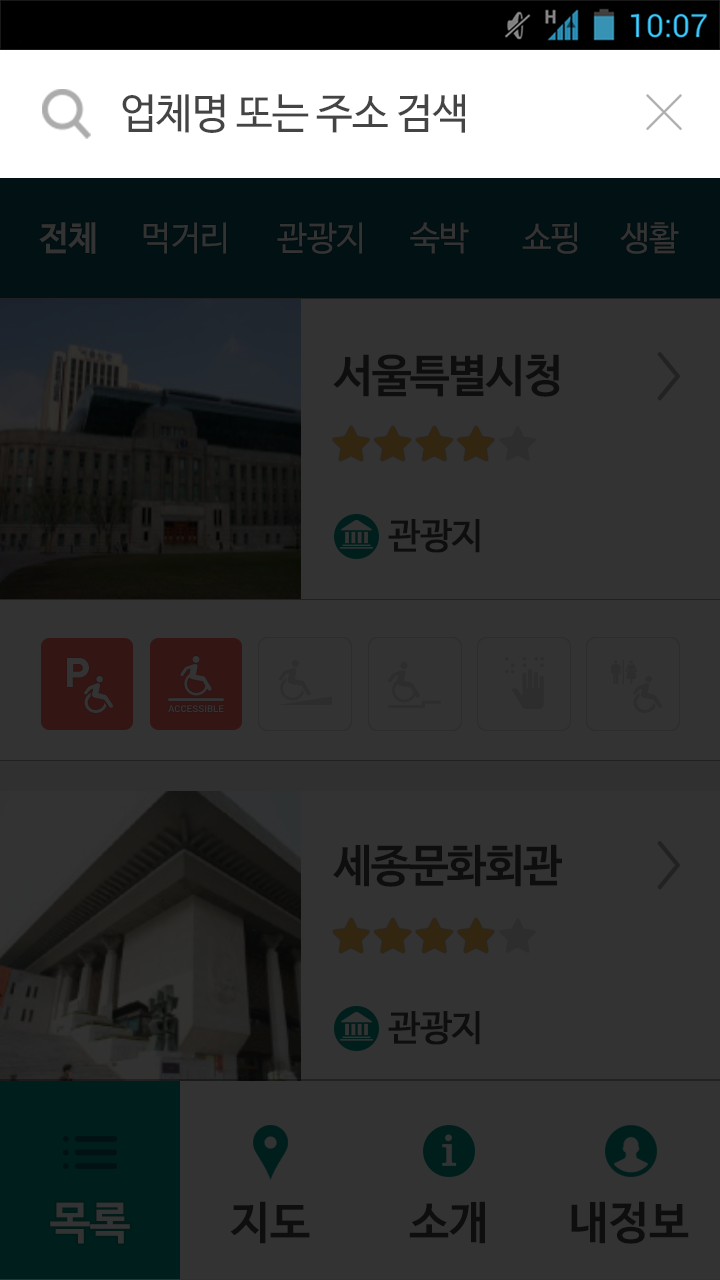 H 10:07
업체명 또는 주소 검색
전체 먹거리 관광지 숙박 쇼핑 생활
서울특별시청
관광지
P
ACCESSIBLE
세종문화회관
관광지
목록 지도 소개 내정보